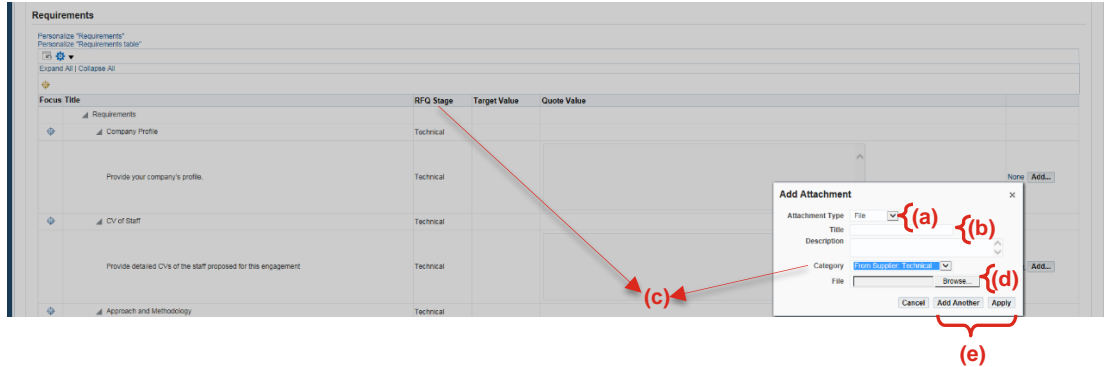 Requirements
Personalize "Requirements"
Personalize "Requirements table"
Expand All | Collapse All
Focus Title RFQ Stage Target Value Quote Value
Requirements
Company Profile Technical
Provide your company's profile. Technical None Add...
Add Attachment ×
Attachment Type File (a)
Title (b)
CV of Staff Technical
Description
Provide detailed CVs of the staff proposed for this engagement Technical Category From Supplier: Technical Add...
File Browse... (d)
(c)
Cancel Add Another Apply
Approach and Methodology Technical
(e)